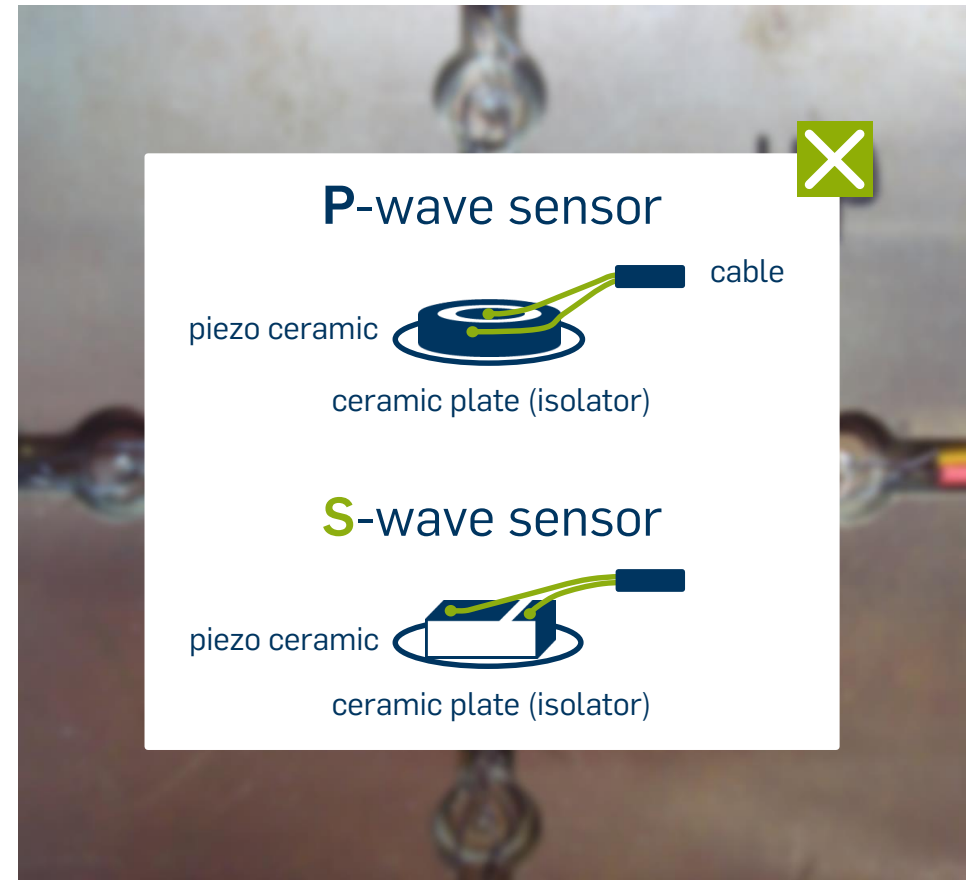 P-wave sensor
cable
piezo ceramic
ceramic plate (isolator)
S-wave sensor
piezo ceramic
ceramic plate (isolator)